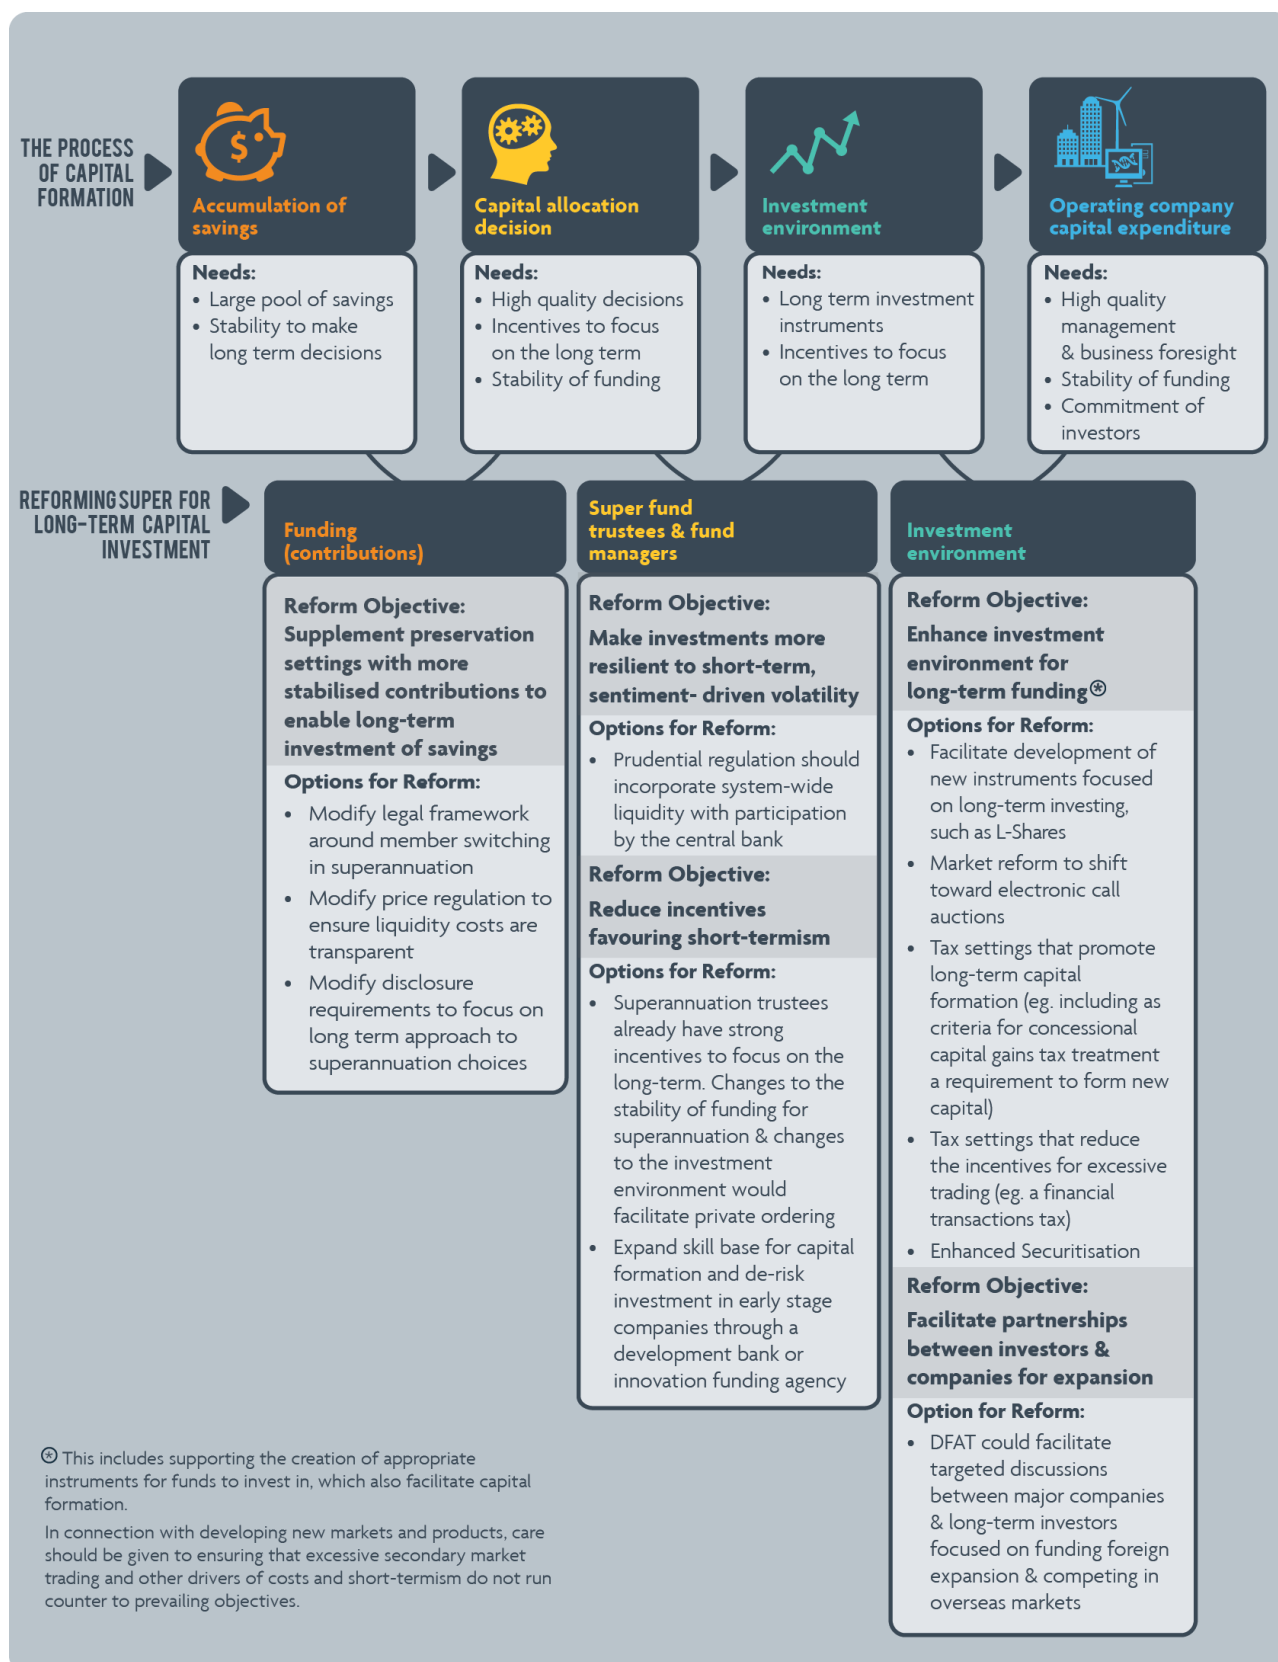 THE PROCESS
OF CAPITAL
FORMATION
Accumulation of
savings
Needs:
• Large pool of savings
• Stability to make
long term decisions
Capital allocation
decision
Needs:
• High quality decisions
• Incentives to focus
on the long term
• Stability of funding
Investment
environment
Needs:
• Long term investment
instruments
• Incentives to focus
on the long term
Operating company
capital expenditure
Needs:
• High quality
management
& business foresight
• Stability of funding
• Commitment of
investors
REFORMING SUPER FOR
LONG-TERM CAPITAL
INVESTMENT
Funding
(contributions)
Reform Objective:
Supplement preservation
settings with more
stabilised contributions to
enable long-term
investment of savings
Options for Reform:
• Modify legal framework
around member switching
in superannuation
• Modify price regulation to
ensure liquidity costs are
transparent
• Modify disclosure
requirements to focus on
long term approach to
superannuation choices
Super fund
trustees & fund
managers
Reform Objective:
Make investments more
resilient to short-term,
sentiment- driven volatility
Options for Reform:
• Prudential regulation should
incorporate system-wide
liquidity with participation
by the central bank
Reform Objective:
Reduce incentives
favouring short-termism
Options for Reform:
• Superannuation trustees
already have strong
incentives to focus on the
long-term. Changes to the
stability of funding for
superannuation & changes
to the investment
environment would
facilitate private ordering
• Expand skill base for capital
formation and de-risk
investment in early stage
companies through a
development bank or
innovation funding agency
Investment
environment
Reform Objective:
Enhance investment
environment for
long-term funding⊛
Options for Reform:
• Facilitate development of
new instruments focused
on long-term investing,
such as L-Shares
• Market reform to shift
toward electronic call
auctions
• Tax settings that promote
long-term capital
formation (eg. including as
criteria for concessional
capital gains tax treatment
a requirement to form new
capital)
• Tax settings that reduce
the incentives for excessive
trading (eg. a financial
transactions tax)
• Enhanced Securitisation
Reform Objective:
Facilitate partnerships
between investors &
companies for expansion
Option for Reform:
• DFAT could facilitate
targeted discussions
between major companies
& long-term investors
focused on funding foreign
expansion & competing in
overseas markets
⊛ This includes supporting the creation of appropriate
instruments for funds to invest in, which also facilitate capital
formation.
In connection with developing new markets and products, care
should be given to ensuring that excessive secondary market
trading and other drivers of costs and short-termism do not run
counter to prevailing objectives.